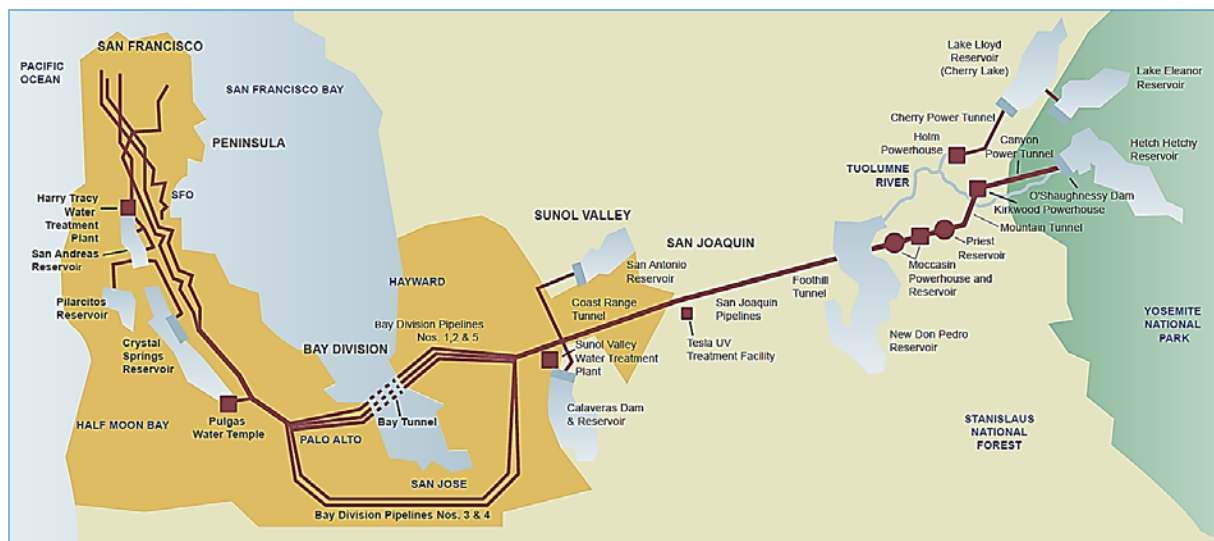 SAN FRANCISCO
PACIFIC
OCEAN
SAN FRANCISCO BAY
PENINSULA
SFO
Harry Tracy
Water
Treatment
Plant
San Andreas
Reservoir
Pilarcitos
Reservoir
Crystal
Springs
Reservoir
HALF MOON BAY
Pulgas
Water Temple
PALO ALTO
BAY DIVISION
HAYWARD
Bay Division Pipelines
Nos. 1,2 & 5
Bay Tunnel
SAN JOSE
Bay Division Pipelines Nos. 3 & 4
SUNOL VALLEY
San Antonio
Reservoir
Coast Range
Tunnel
Sunol Valley
Water Treatment
Plant
Calaveras Dam
& Reservoir
SAN JOAQUIN
San Joaquin
Pipelines
Tesla UV
Treatment Facility
Foothill
Tunnel
New Don Pedro
Reservoir
Moccasin
Powerhouse and
Reservoir
Priest
Reservoir
Mountain Tunnel
Kirkwood Powerhouse
O'Shaughnessy Dam
TUOLUMNE
RIVER
Holm
Powerhouse
Cherry Power Tunnel
Canyon
Power Tunnel
Lake Lloyd
Reservoir
(Cherry Lake)
Lake Eleanor
Reservoir
Hetch Hetchy
Reservoir
YOSEMITE
NATIONAL
PARK
STANISLAUS
NATIONAL
FOREST